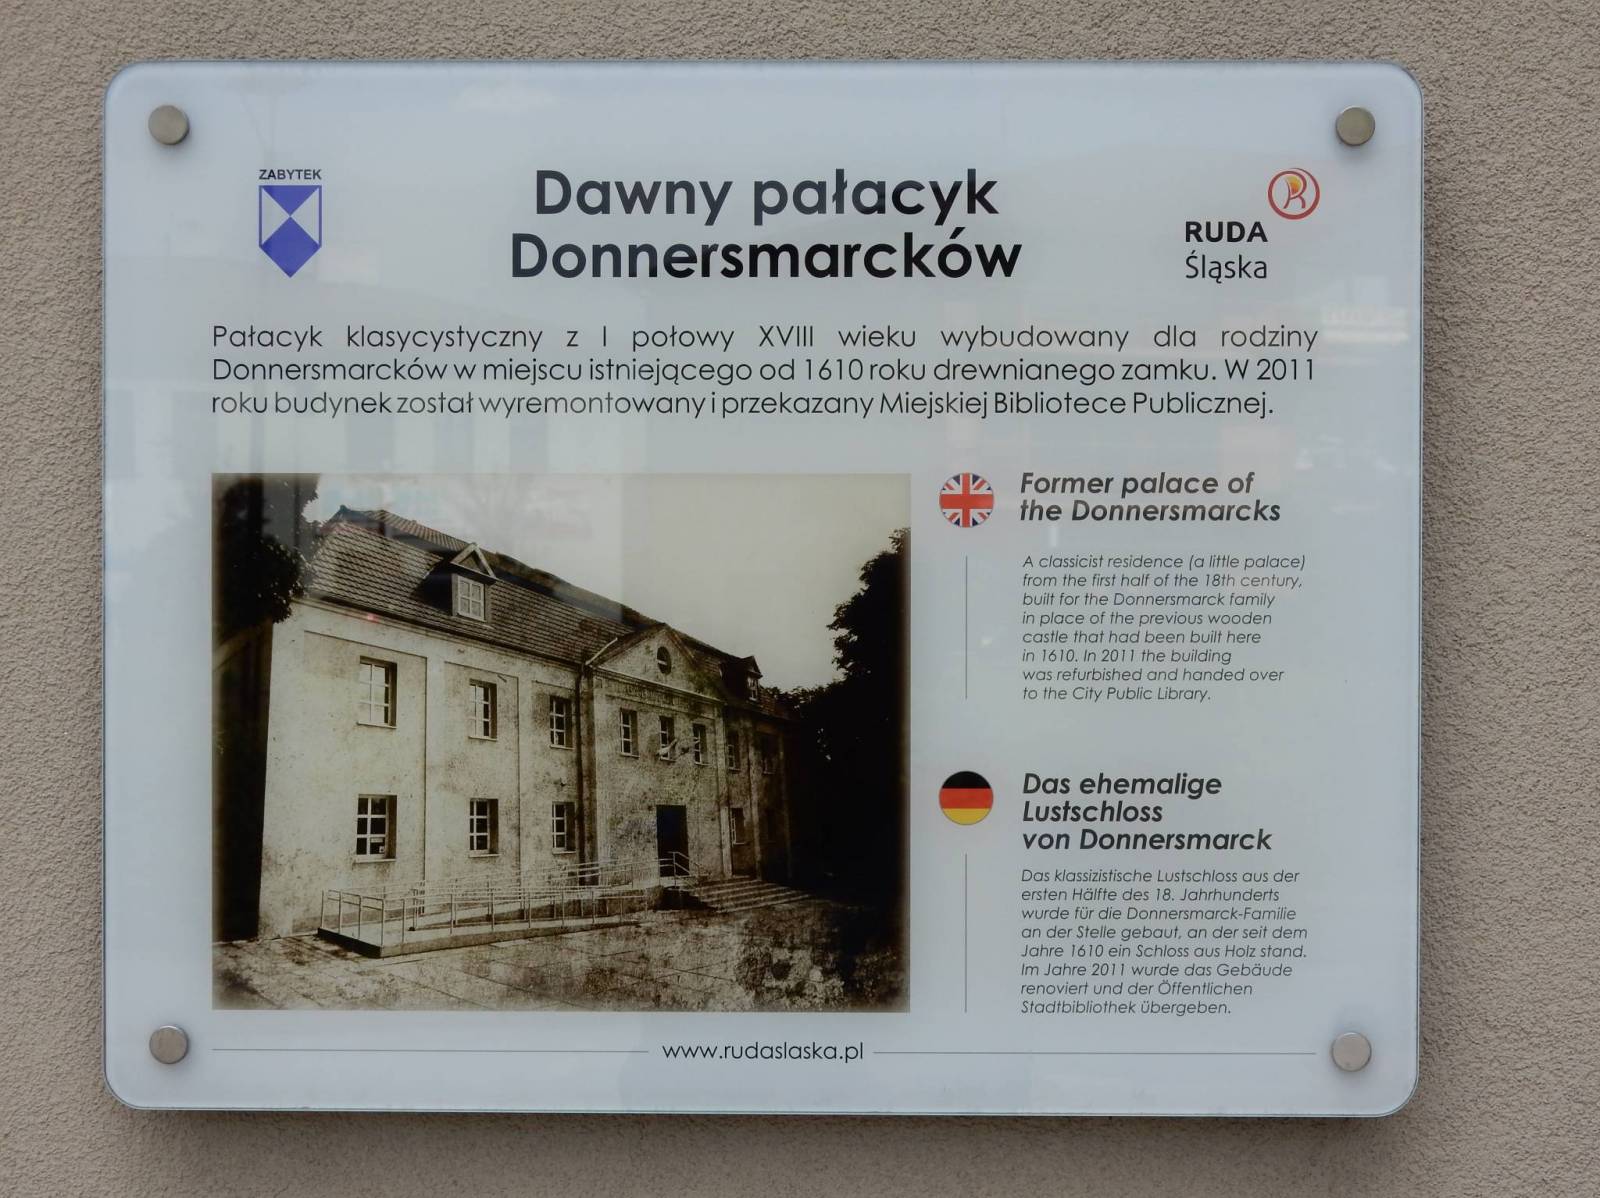 ZABYTEK
Dawny pałacyk
Donnersmarcków
RUDA
Śląska
Pałacyk klasycystyczny z I połowy XVIII wieku wybudowany dla rodziny
Donnersmarcków w miejscu istniejącego od 1610 roku drewnianego zamku. W 2011
roku budynek został wyremontowany i przekazany Miejskiej Bibliotece Publicznej.
Former palace of
the Donnersmarcks
A classicist residence (a little palace)
from the first half of the 18th century,
built for the Donnersmarck family
in place of the previous wooden
castle that had been built here
in 1610. In 2011 the building
was refurbished and handed over
to the City Public Library.
Das ehemalige
Lustschloss
von Donnersmarck
Das klassizistische Lustschloss aus der
ersten Hälfte des 18. Jahrhunderts
wurde für die Donnersmarck-Familie
an der Stelle gebaut, an der seit dem
Jahre 1610 ein Schloss aus Holz stand.
Im Jahre 2011 wurde das Gebäude
renoviert und der Öffentlichen
Stadtbibliothek übergeben.
www.rudaslaska.pl